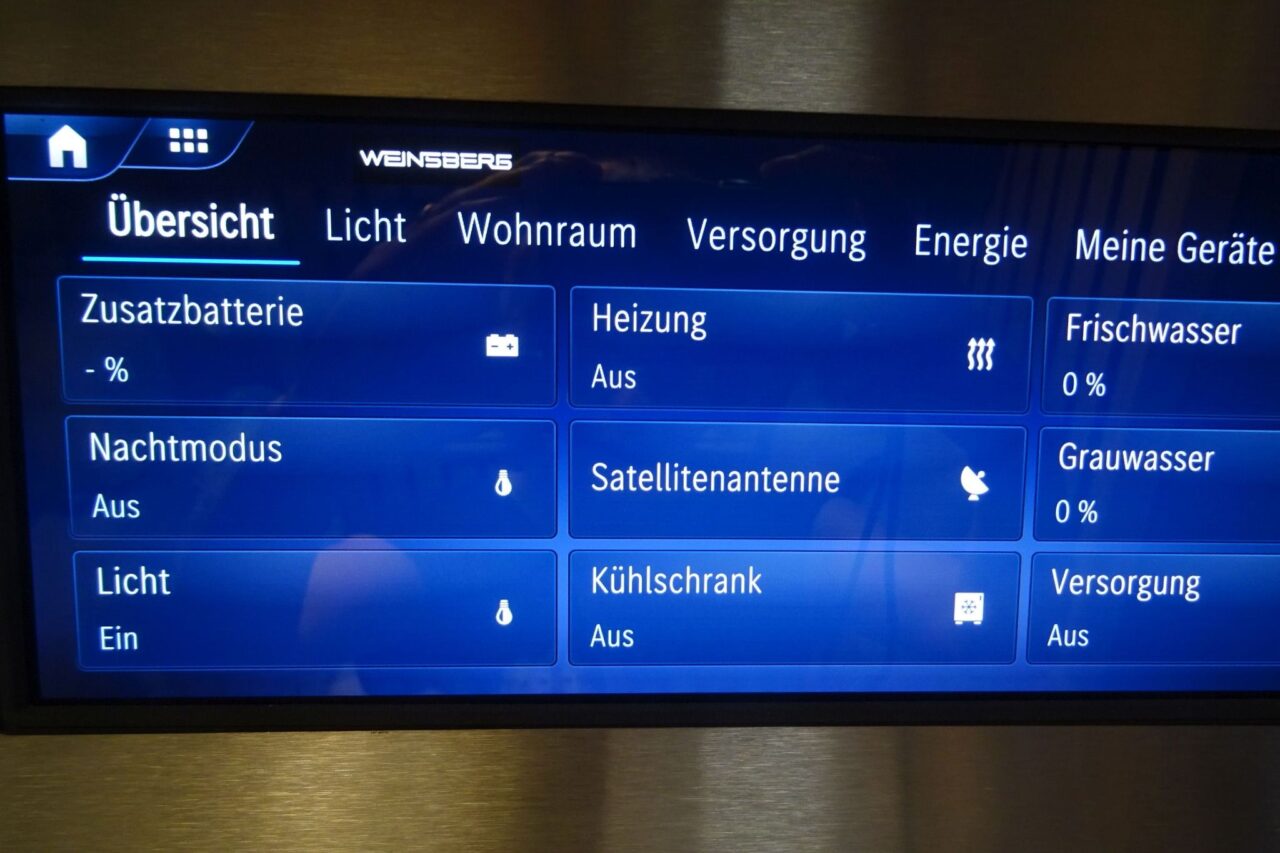 WEINSBERG
Übersicht Licht Wohnraum Versorgung Energie Meine Geräte
Zusatzbatterie
- %
Heizung
Aus
Frischwasser
0 %
Nachtmodus
Aus
Satellitenantenne
Grauwasser
0 %
Licht
Ein
Kühlschrank
Aus
Versorgung
Aus